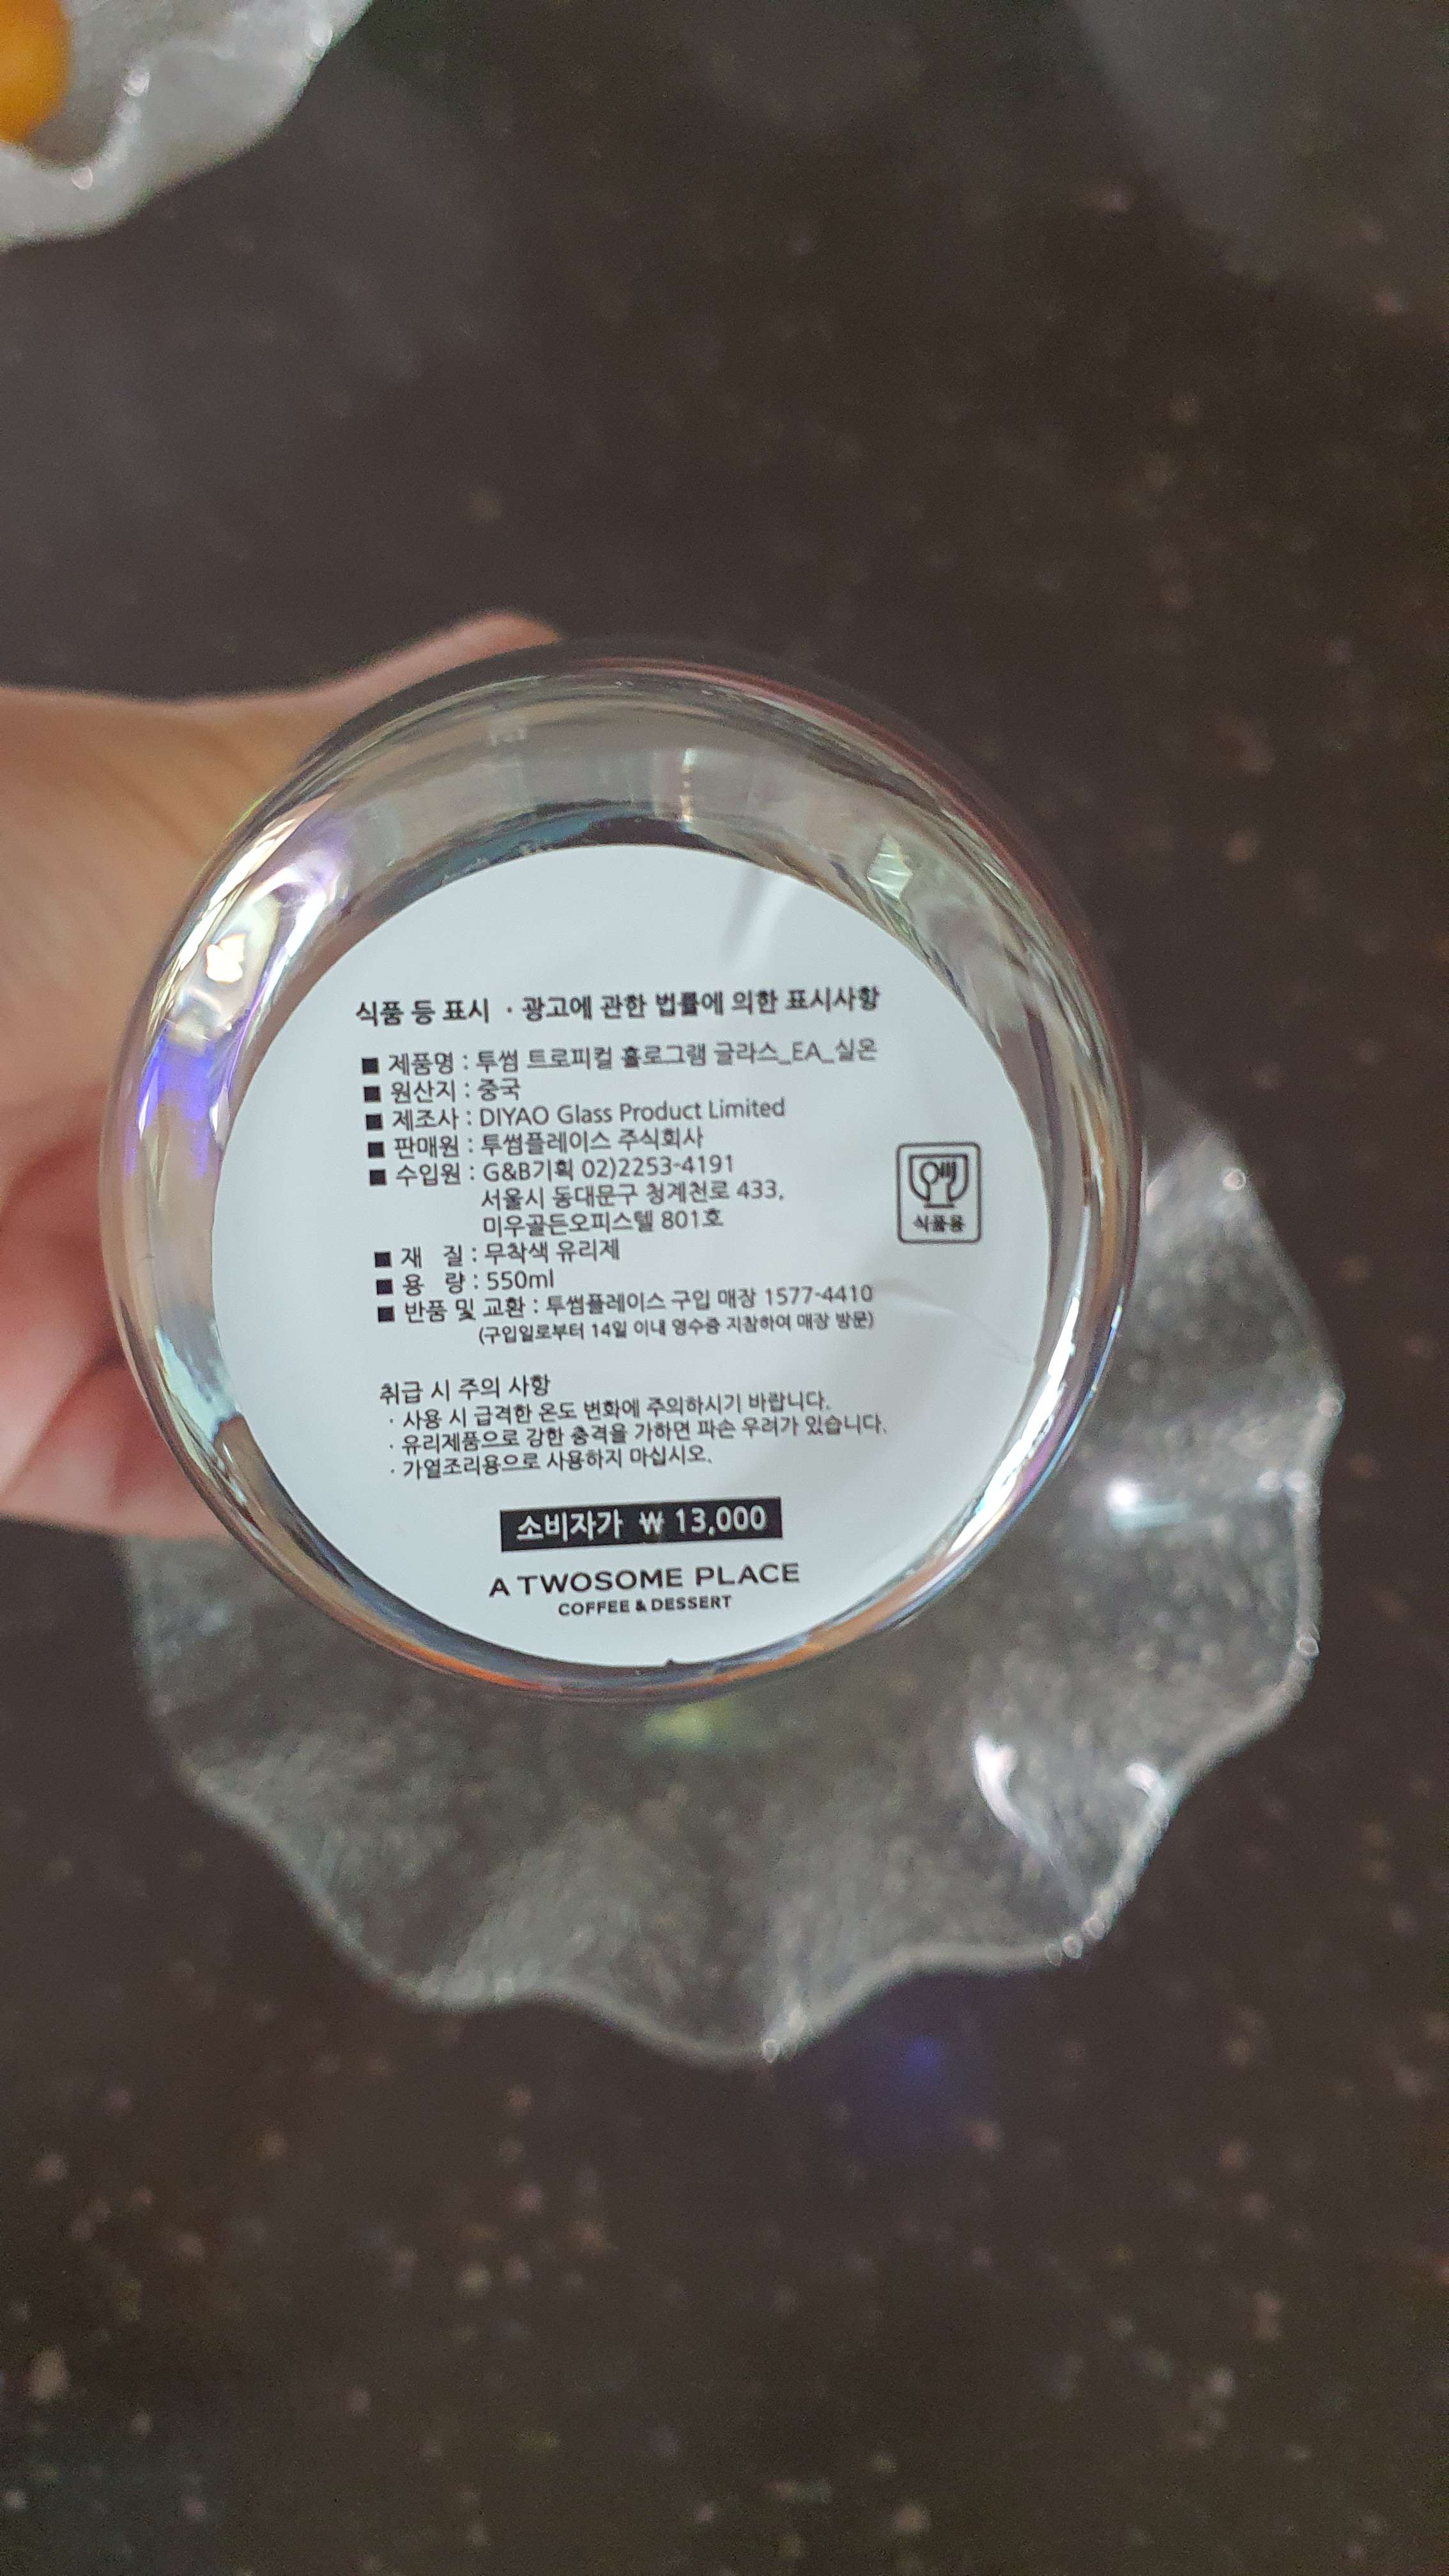 식품 등 표시 · 광고에 관한 법률에 의한 표시사항
■ 제품명 : 투썸 트로피컬 홀로그램 글라스_EA_실온
■ 원산지 : 중국
■ 제조사 : DIYAO Glass Product Limited
■ 판매원 : 투썸플레이스 주식회사
■ 수입원 : G&B기획 02)2253-4191
서울시 동대문구 청계천로 433,
미우골든오피스텔 801호
식품용
■ 재 질 : 무착색 유리제
■ 용 량 : 550ml
■ 반품 및 교환 : 투썸플레이스 구입 매장 1577-4410
(구입일로부터 14일 이내 영수증 지참하여 매장 방문)
취급 시 주의 사항
· 사용 시 급격한 온도 변화에 주의하시기 바랍니다.
· 유리제품으로 강한 충격을 가하면 파손 우려가 있습니다.
· 가열조리용으로 사용하지 마십시오.
소비자가 ₩ 13,000
A TWOSOME PLACE
COFFEE & DESSERT